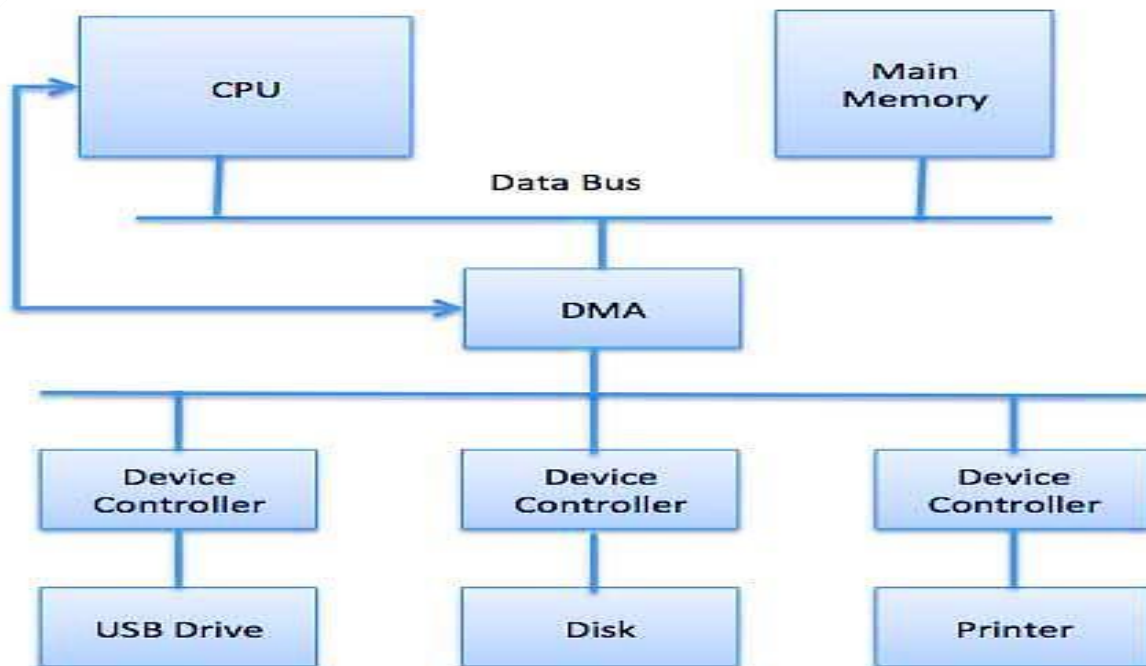 CPU
Main
Memory
Data Bus
DMA
Device
Controller
Device
Controller
Device
Controller
USB Drive
Disk
Printer